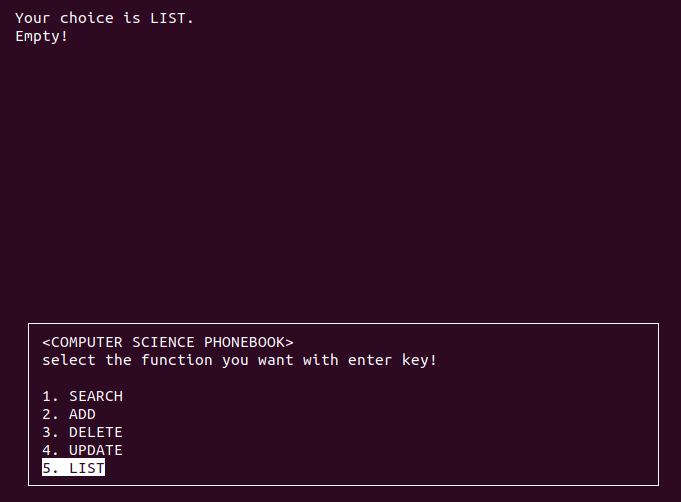 Your choice is LIST.
Empty!
<COMPUTER SCIENCE PHONEBOOK>
select the function you want with enter key!
1. SEARCH
2. ADD
3. DELETE
4. UPDATE
5. LIST